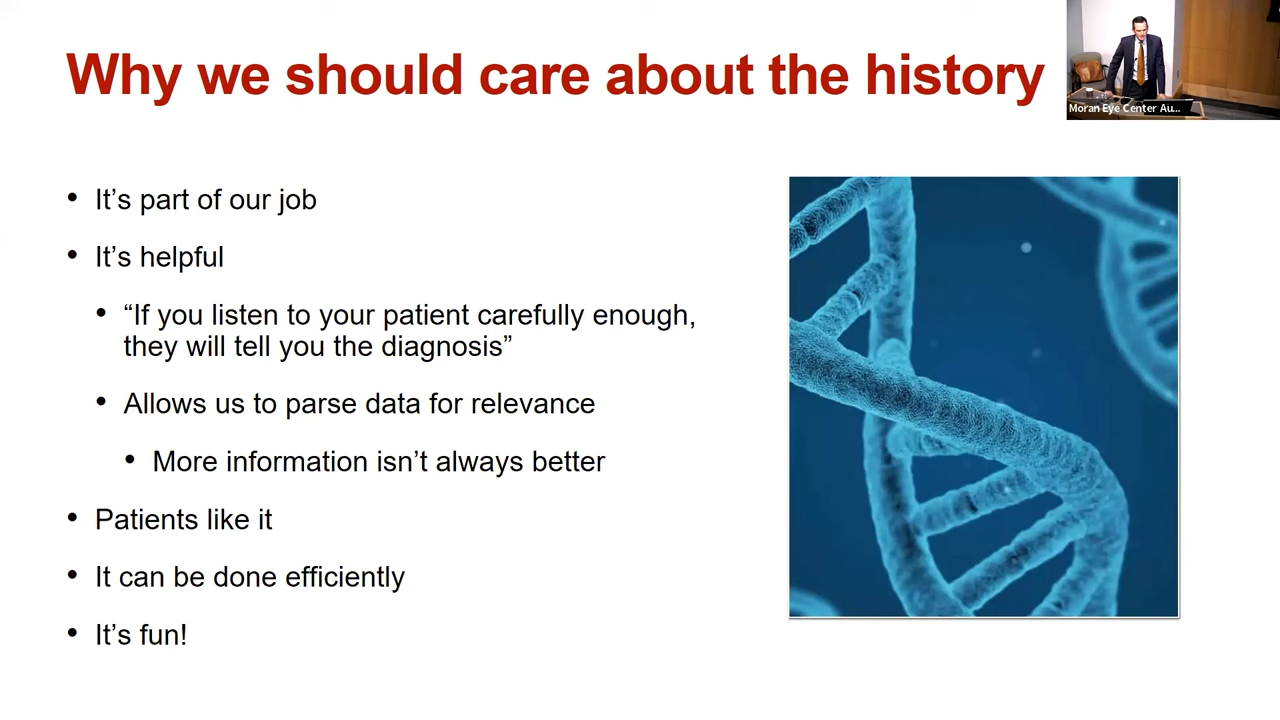 Why we should care about the history
Moran Eye Center Au...
• It’s part of our job
• It’s helpful
• “If you listen to your patient carefully enough,
they will tell you the diagnosis”
• Allows us to parse data for relevance
• More information isn’t always better
• Patients like it
• It can be done efficiently
• It’s fun!